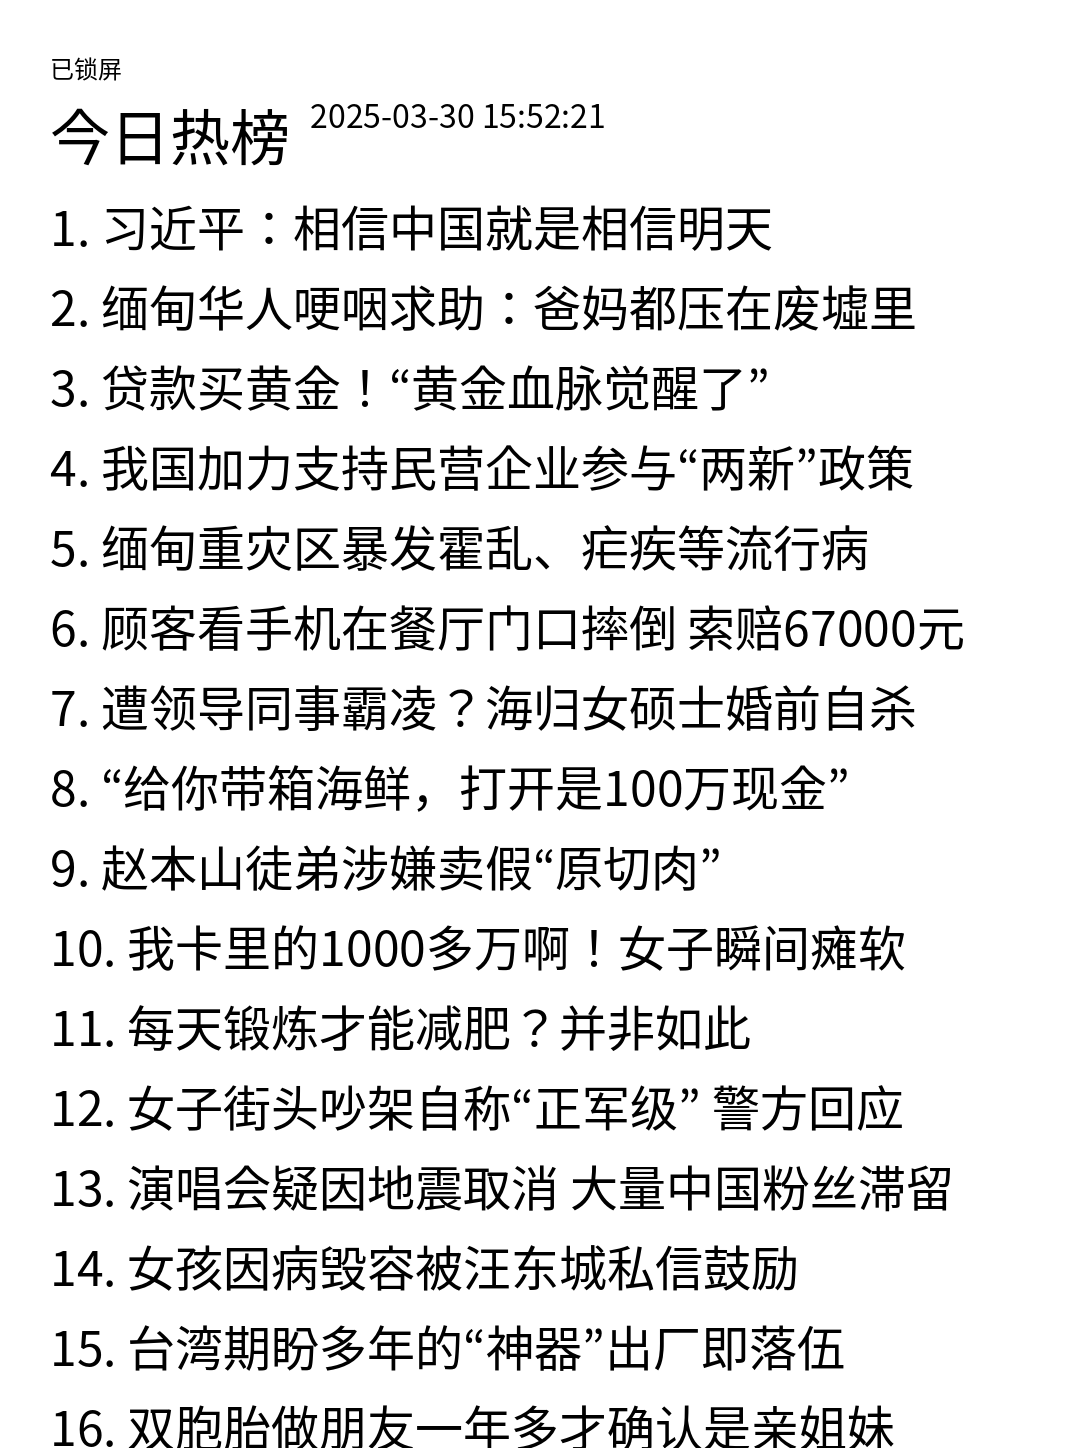 已锁屏
今日热榜 2025-03-30 15:52:21
1. 习近平：相信中国就是相信明天
2. 缅甸华人哽咽求助：爸妈都压在废墟里
3. 贷款买黄金！“黄金血脉觉醒了”
4. 我国加力支持民营企业参与“两新”政策
5. 缅甸重灾区暴发霍乱、疟疾等流行病
6. 顾客看手机在餐厅门口摔倒 索赔67000元
7. 遭领导同事霸凌？海归女硕士婚前自杀
8. “给你带箱海鲜，打开是100万现金”
9. 赵本山徒弟涉嫌卖假“原切肉”
10. 我卡里的1000多万啊！女子瞬间瘫软
11. 每天锻炼才能减肥？并非如此
12. 女子街头吵架自称“正军级” 警方回应
13. 演唱会疑因地震取消 大量中国粉丝滞留
14. 女孩因病毁容被汪东城私信鼓励
15. 台湾期盼多年的“神器”出厂即落伍
16. 双胞胎做朋友一年多才确认是亲姐妹